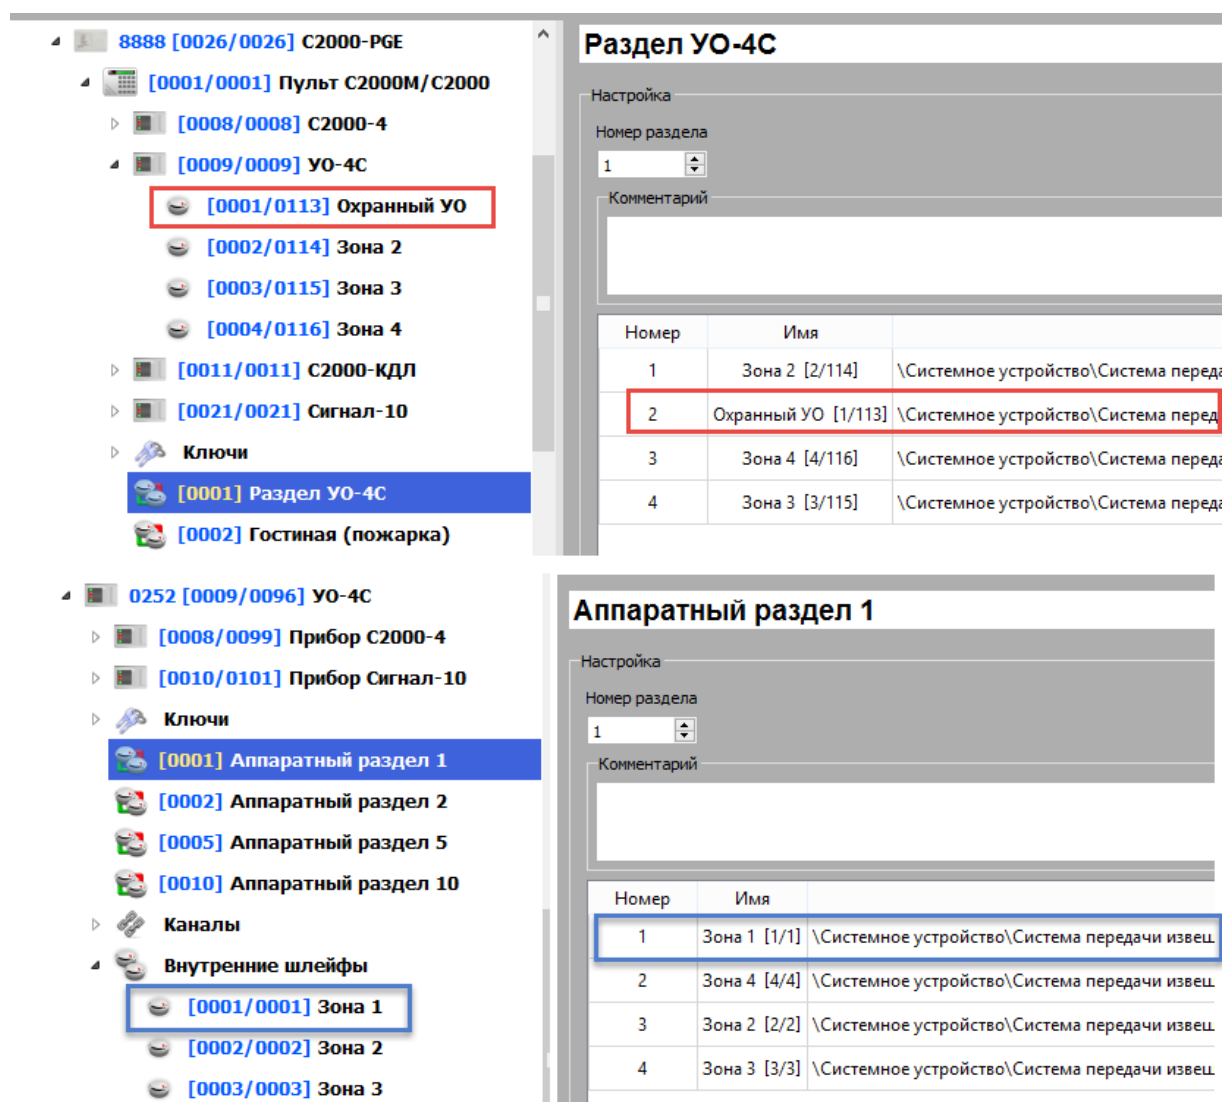 8888 [0026/0026] С2000-PGE
[0001/0001] Пульт С2000М/С2000
[0008/0008] С2000-4
[0009/0009] УО-4С
[0001/0113] Охранный УО
[0002/0114] Зона 2
[0003/0115] Зона 3
[0004/0116] Зона 4
[0011/0011] С2000-КДЛ
[0021/0021] Сигнал-10
Ключи
[0001] Раздел УО-4С
[0002] Гостиная (пожарка)
Раздел УО-4С
Настройка
Номер раздела
1
Комментарий
Номер Имя
1 Зона 2 [2/114] \Системное устройство\Система переда
2 Охранный УО [1/113] \Системное устройство\Система перед
3 Зона 4 [4/116] \Системное устройство\Система переда
4 Зона 3 [3/115] \Системное устройство\Система переда
0252 [0009/0096] УО-4С
[0008/0099] Прибор С2000-4
[0010/0101] Прибор Сигнал-10
Ключи
[0001] Аппаратный раздел 1
[0002] Аппаратный раздел 2
[0005] Аппаратный раздел 5
[0010] Аппаратный раздел 10
Каналы
Внутренние шлейфы
[0001/0001] Зона 1
[0002/0002] Зона 2
[0003/0003] Зона 3
Аппаратный раздел 1
Настройка
Номер раздела
1
Комментарий
Номер Имя
1 Зона 1 [1/1] \Системное устройство\Система передачи извещ
2 Зона 4 [4/4] \Системное устройство\Система передачи извещ
3 Зона 2 [2/2] \Системное устройство\Система передачи извещ
4 Зона 3 [3/3] \Системное устройство\Система передачи извещ